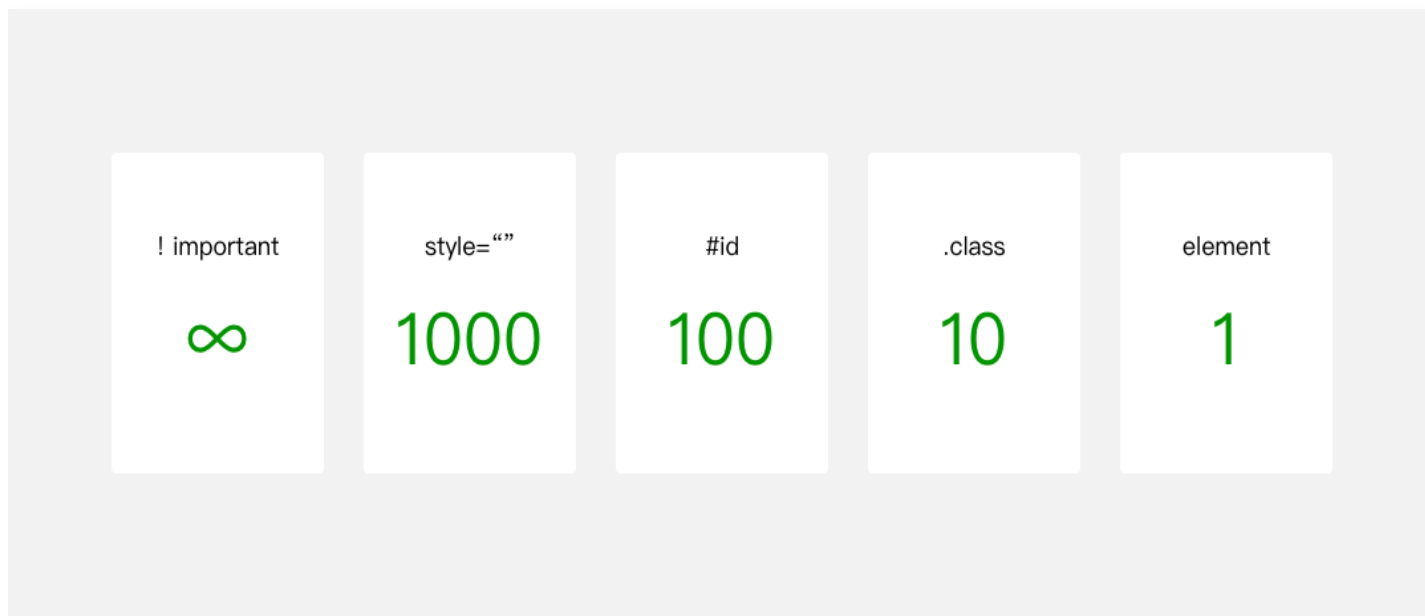 ! important
∞
style=“”
1000
#id
100
.class
10
element
1